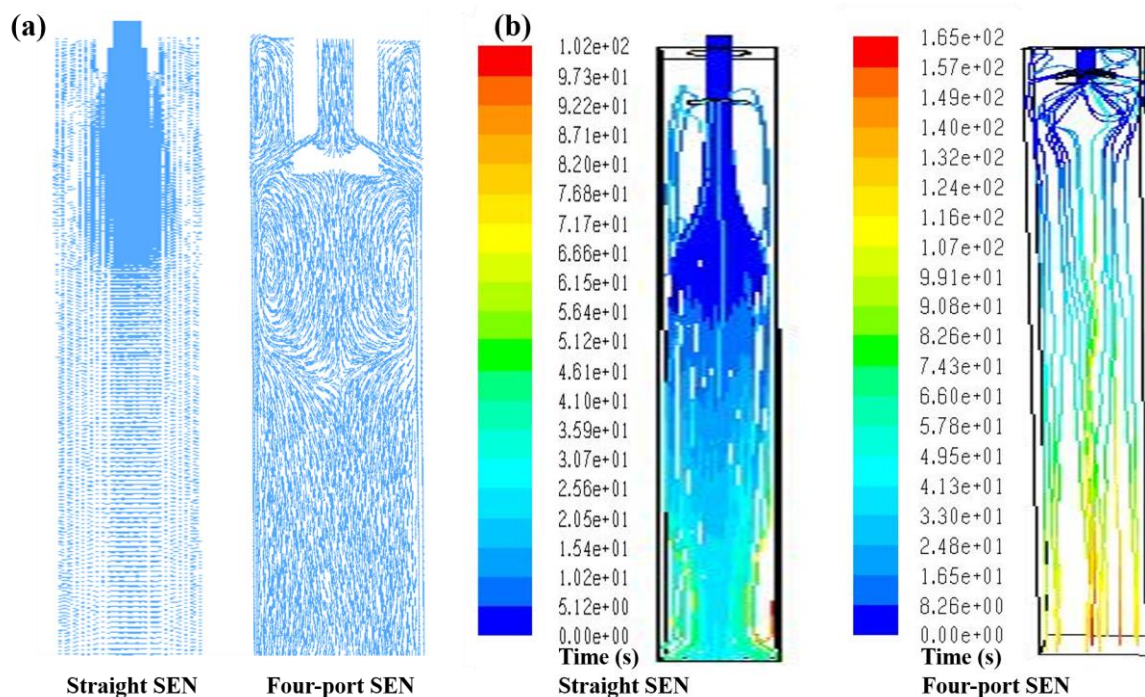 (a)
(b)
1.02e+02
9.73e+01
9.22e+01
8.71e+01
8.20e+01
7.68e+01
7.17e+01
6.66e+01
6.15e+01
5.64e+01
5.12e+01
4.61e+01
4.10e+01
3.59e+01
3.07e+01
2.56e+01
2.05e+01
1.54e+01
1.02e+01
5.12e+00
0.00e+00
Time (s)
1.65e+02
1.57e+02
1.49e+02
1.40e+02
1.32e+02
1.24e+02
1.16e+02
1.07e+02
9.91e+01
9.08e+01
8.26e+01
7.43e+01
6.60e+01
5.78e+01
4.95e+01
4.13e+01
3.30e+01
2.48e+01
1.65e+01
8.26e+00
0.00e+00
Time (s)
Straight SEN
Four-port SEN
Straight SEN
Four-port SEN